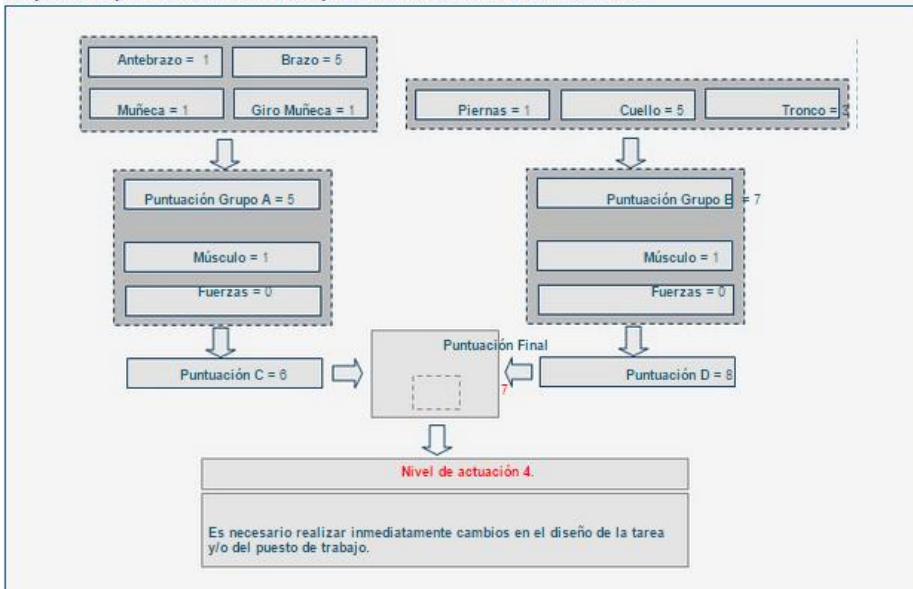 Antebrazo = 1
Brazo = 5
Muñeca = 1
Giro Muñeca = 1
Piernas = 1
Cuello = 5
Tronco = 3
Puntuación Grupo A = 5
Músculo = 1
Fuerzas = 0
Puntuación Grupo B = 7
Músculo = 1
Fuerzas = 0
Puntuación C = 6
Puntuación Final
7
Puntuación D = 8
Nivel de actuación 4.
Es necesario realizar inmediatamente cambios en el diseño de la tarea
y/o del puesto de trabajo.